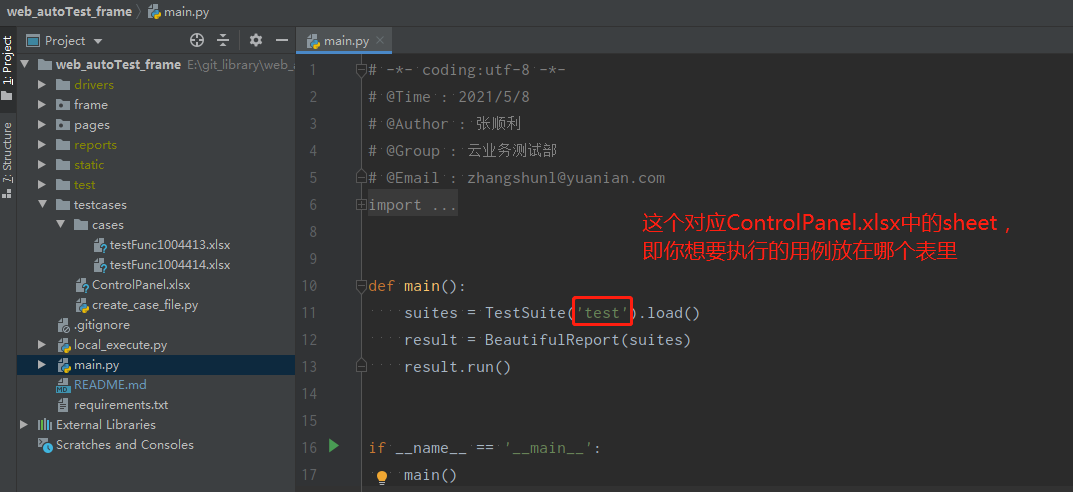 web_autoTest_frame main.py
Project
main.py
1: Project
7: Structure
web_autoTest_frame E:\git_library\web_a
drivers
frame
pages
reports
static
test
testcases
cases
testFunc1004413.xlsx
testFunc1004414.xlsx
ControlPanel.xlsx
create_case_file.py
.gitignore
local_execute.py
main.py
README.md
requirements.txt
External Libraries
Scratches and Consoles
1 # -*- coding:utf-8 -*-
2 # @Time : 2021/5/8
3 # @Author : 张顺利
4 # @Group : 云业务测试部
5 # @Email : zhangshunl@yuanian.com
6 import ...
8
9
10 def main():
11 suites = TestSuite('test').load()
12 result = BeautifulReport(suites)
13 result.run()
14
15
16 if __name__ == '__main__':
17 main()
这个对应ControlPanel.xlsx中的sheet，
即你想要执行的用例放在哪个表里